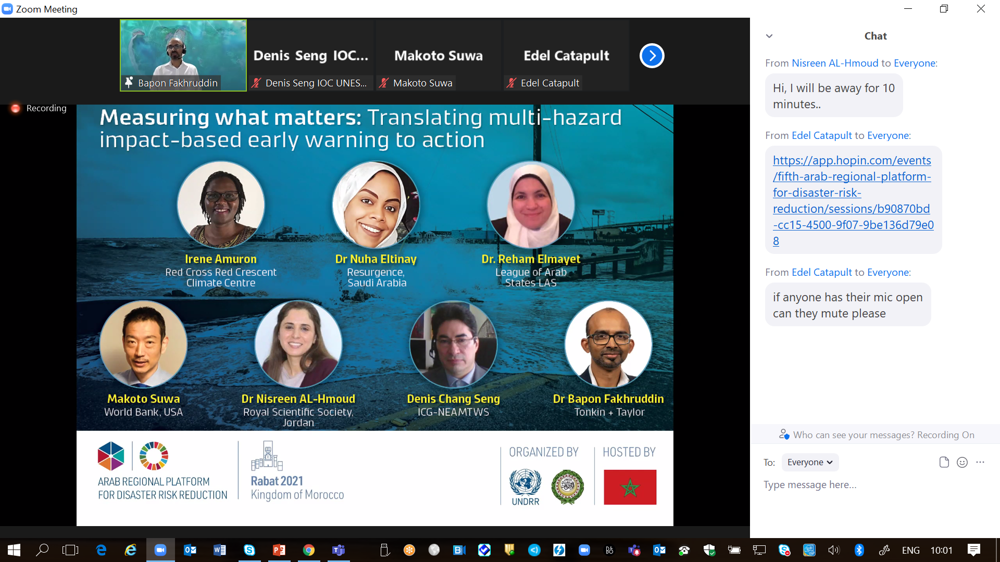 Zoom Meeting
Denis Seng IOC...
Makoto Suwa
Edel Catapult
Bapon Fakhruddin
Denis Seng IOC UNES...
Makoto Suwa
Edel Catapult
Recording
Measuring what matters: Translating multi-hazard
impact-based early warning to action
Irene Amuron
Red Cross Red Crescent
Climate Centre
Dr Nuha Eltinay
Resurgence,
Saudi Arabia
Dr. Reham Elmayet
League of Arab
States LAS
Makoto Suwa
World Bank, USA
Dr Nisreen AL-Hmoud
Royal Scientific Society,
Jordan
Denis Chang Seng
ICG-NEAMTWS
Dr Bapon Fakhruddin
Tonkin + Taylor
ARAB REGIONAL PLATFORM
FOR DISASTER RISK REDUCTION
Rabat 2021
Kingdom of Morocco
ORGANIZED BY
UNDRR
HOSTED BY
Chat
From Nisreen AL-Hmoud to Everyone:
Hi, I will be away for 10
minutes..
From Edel Catapult to Everyone:
https://app.hopin.com/events
/fifth-arab-regional-platform-
for-disaster-risk-
reduction/sessions/b90870bd
-cc15-4500-9f07-9be136d79e0
8
From Edel Catapult to Everyone:
if anyone has their mic open
can they mute please
Who can see your messages? Recording On
To: Everyone
Type message here...
ENG 10:01